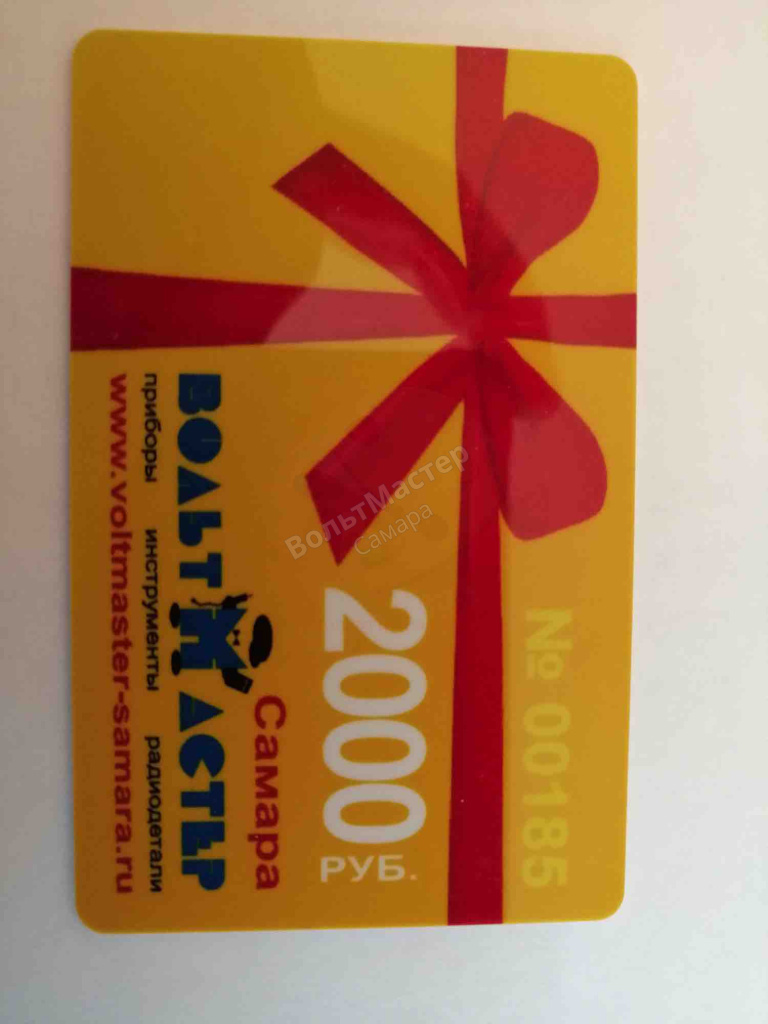 № 00185
2000
РУБ.
Самара
ВОЛЬТМАСТЕР
приборы инструменты радиодетали
www.voltmaster-samara.ru
ВольтМастер
Самара